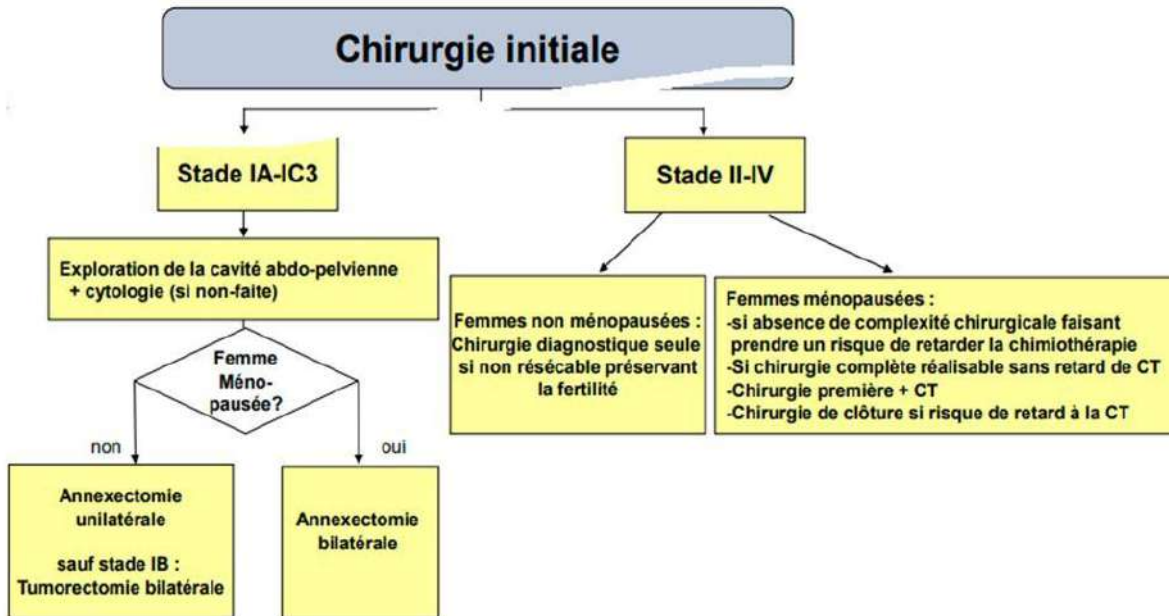 Chirurgie initiale
Stade IA-IC3
Stade II-IV
Exploration de la cavité abdo-pelvienne
+ cytologie (si non-faite)
Femme
Méno-
pausée?
non
oui
Annexectomie
unilatérale
sauf stade IB :
Tumorectomie bilatérale
Annexectomie
bilatérale
Femmes non ménopausées :
Chirurgie diagnostique seule
si non résécable préservant
la fertilité
Femmes ménopausées :
-si absence de complexité chirurgicale faisant
prendre un risque de retarder la chimiothérapie
-Si chirurgie complète réalisable sans retard de CT
-Chirurgie première + CT
-Chirurgie de clôture si risque de retard à la CT